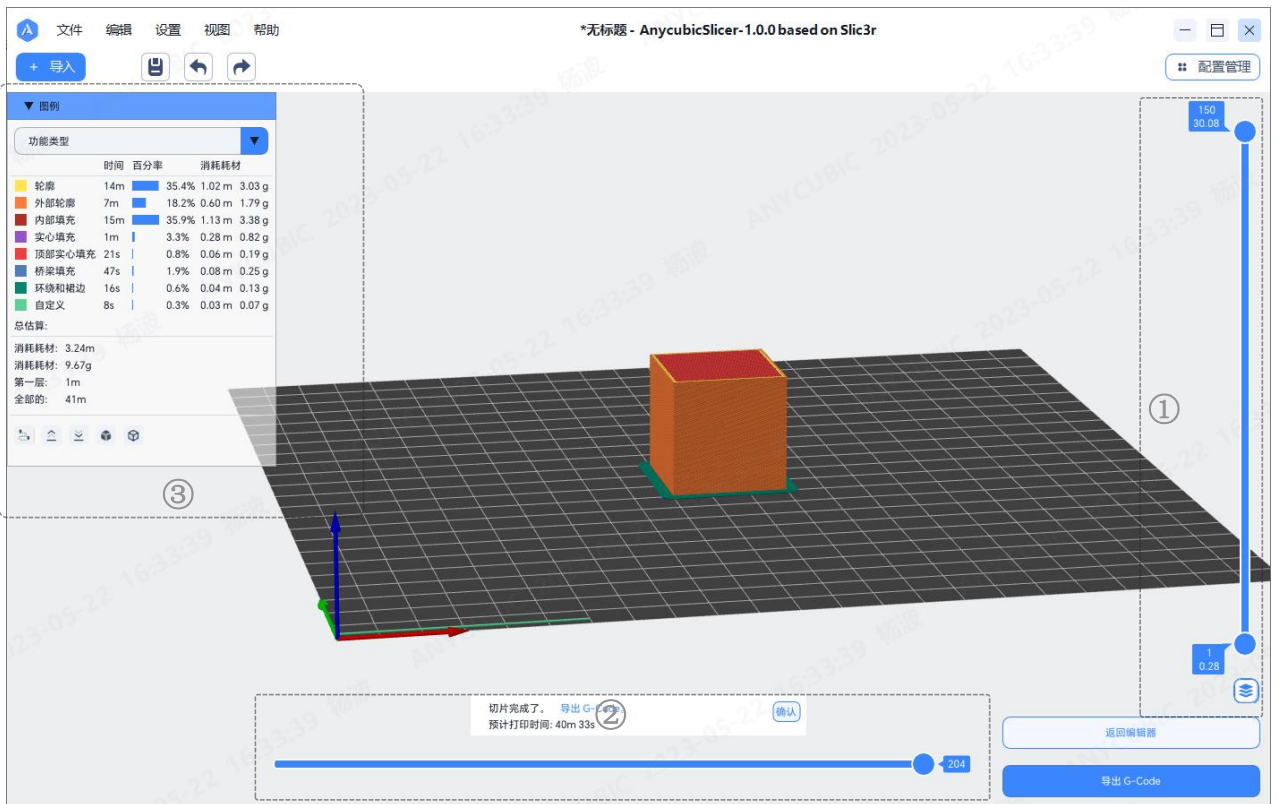 文件 编辑 设置 视图 帮助 *无标题 - AnycubicSlicer-1.0.0 based on Slic3r
+ 导入 配置管理
图例
功能类型
时间 百分率 消耗耗材
轮廓 14m 35.4% 1.02 m 3.03 g
外部轮廓 7m 18.2% 0.60 m 1.79 g
内部填充 15m 35.9% 1.13 m 3.38 g
实心填充 1m 3.3% 0.28 m 0.82 g
顶部实心填充 21s 0.8% 0.06 m 0.19 g
桥梁填充 47s 1.9% 0.08 m 0.25 g
环绕和裙边 16s 0.6% 0.04 m 0.13 g
自定义 8s 0.3% 0.03 m 0.07 g
总估算:
消耗耗材: 3.24m
消耗耗材: 9.67g
第一层: 1m
全部的: 41m
③
150
30.08
①
1
0.28
切片完成了。 导出 G-Code。
预计打印时间: 40m 33s
② 确认
204
返回编辑器
导出 G-Code
ANYCUBIC 2023-05-22 16:33:39 杨波